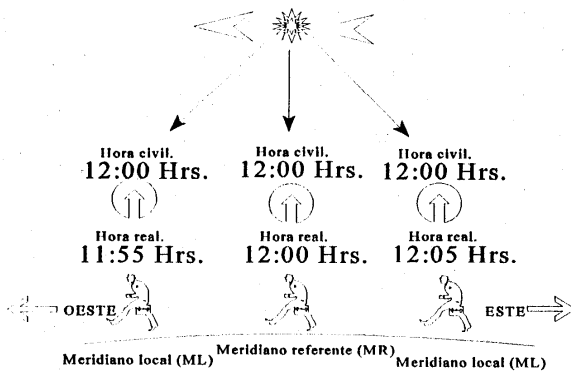 Hora civil.
12:00 Hrs.
Hora civil.
12:00 Hrs.
Hora civil.
12:00 Hrs.
Hora real.
11:55 Hrs.
Hora real.
12:00 Hrs.
Hora real.
12:05 Hrs.
OESTE
ESTE
Meridiano local (ML)
Meridiano referente (MR)
Meridiano local (ML)